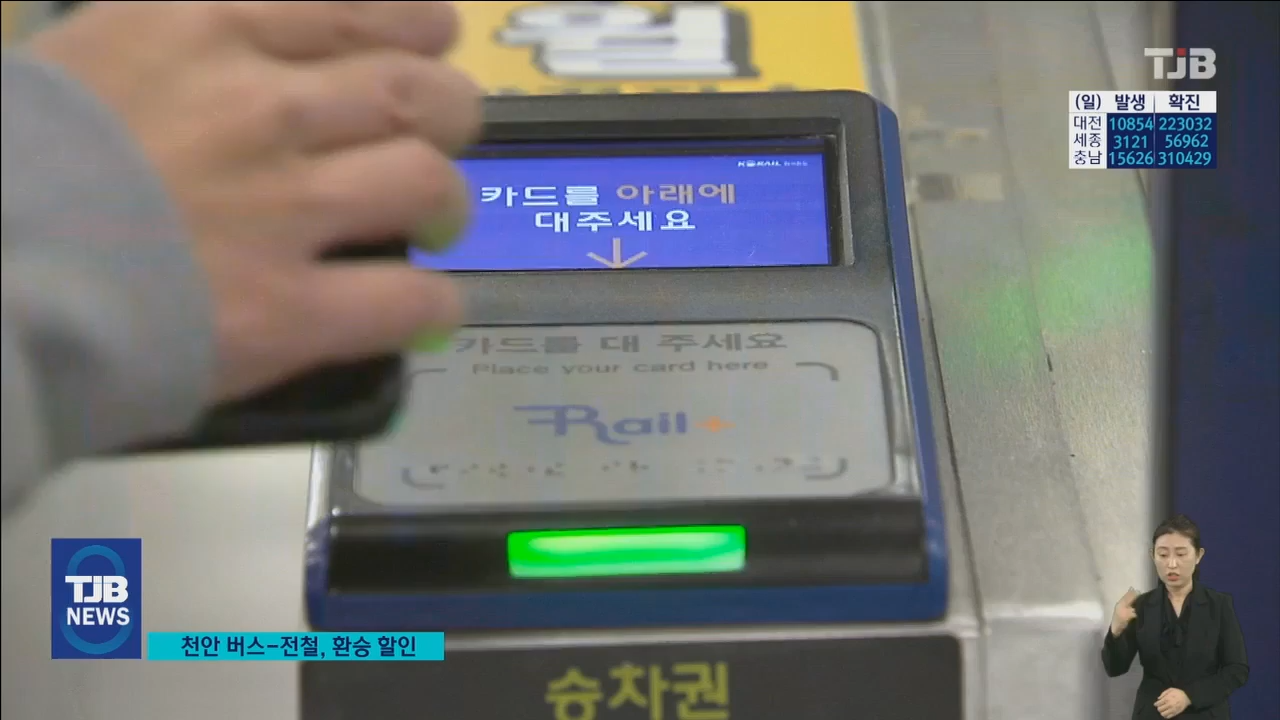 원
TJB
(일) 발생 확진
대전 10854 223032
세종 3121 56962
충남 15626 310429
KORAIL
카드를 아래에
대주세요
카드를 대 주세요
Place your card here
Rail+
TJB
NEWS
천안 버스-전철, 환승 할인
승차권